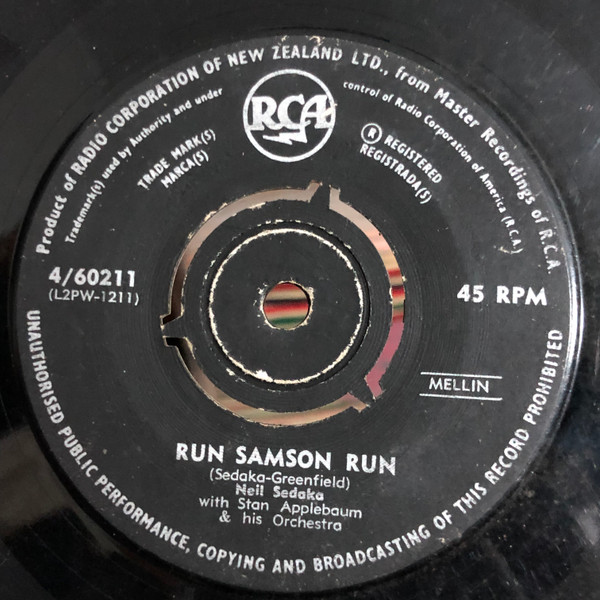 Product of RADIO CORPORATION OF NEW ZEALAND LTD., from Master Recordings of R.C.A.
Trademark(s) used by Authority and under control of Radio Corporation of America (R.C.A.)
RCA
TRADE MARK(S)
MARCA(S)
® REGISTERED
REGISTRADA(S)
4/60211
(L2PW-1211)
45 RPM
MELLIN
RUN SAMSON RUN
(Sedaka-Greenfield)
Neil Sedaka
with Stan Applebaum
& his Orchestra
UNAUTHORISED PUBLIC PERFORMANCE, COPYING AND BROADCASTING OF THIS RECORD PROHIBITED